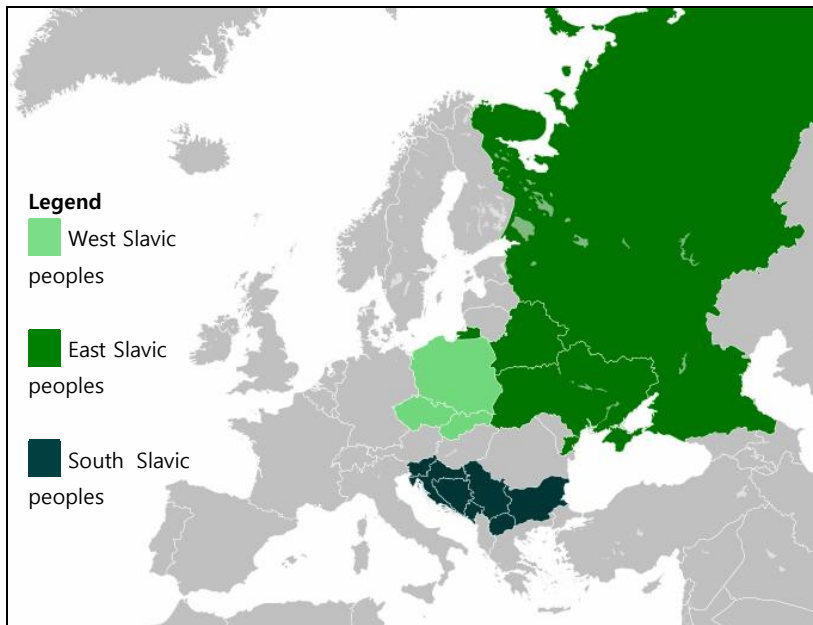 Legend
West Slavic
peoples
East Slavic
peoples
South Slavic
peoples